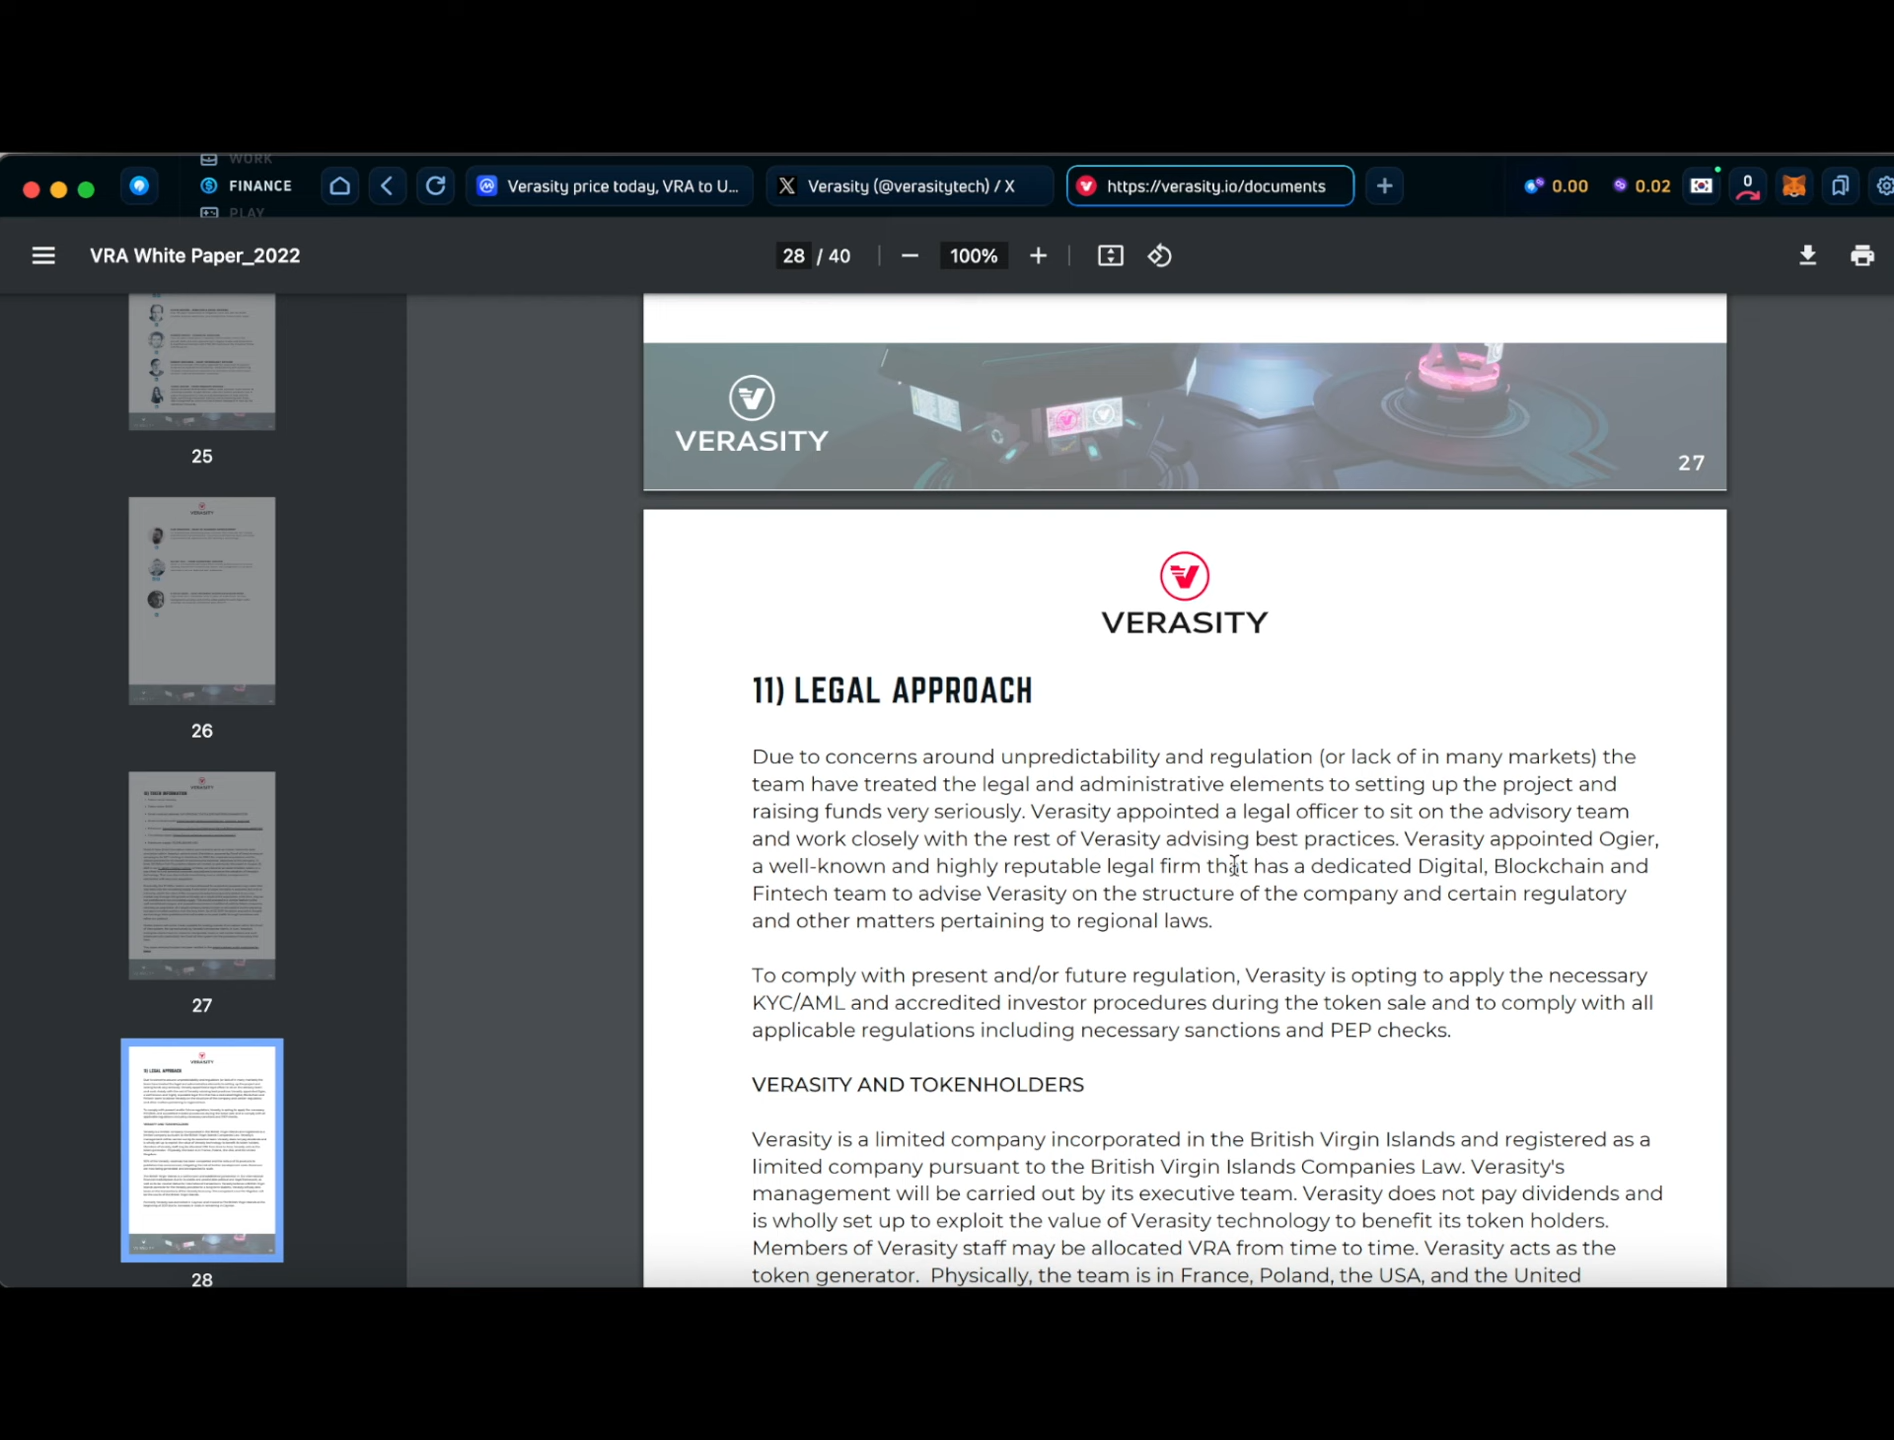 WORK
FINANCE
PLAY
Verasity price today, VRA to U...
Verasity (@verasitytech) / X
https://verasity.io/documents
0.00
0.02
0
VRA White Paper_2022
28 / 40
100%
25
26
27
28
VERASITY
27
VERASITY
11) LEGAL APPROACH
Due to concerns around unpredictability and regulation (or lack of in many markets) the
team have treated the legal and administrative elements to setting up the project and
raising funds very seriously. Verasity appointed a legal officer to sit on the advisory team
and work closely with the rest of Verasity advising best practices. Verasity appointed Ogier,
a well-known and highly reputable legal firm that has a dedicated Digital, Blockchain and
Fintech team to advise Verasity on the structure of the company and certain regulatory
and other matters pertaining to regional laws.
To comply with present and/or future regulation, Verasity is opting to apply the necessary
KYC/AML and accredited investor procedures during the token sale and to comply with all
applicable regulations including necessary sanctions and PEP checks.
VERASITY AND TOKENHOLDERS
Verasity is a limited company incorporated in the British Virgin Islands and registered as a
limited company pursuant to the British Virgin Islands Companies Law. Verasity's
management will be carried out by its executive team. Verasity does not pay dividends and
is wholly set up to exploit the value of Verasity technology to benefit its token holders.
Members of Verasity staff may be allocated VRA from time to time. Verasity acts as the
token generator. Physically, the team is in France, Poland, the USA, and the United